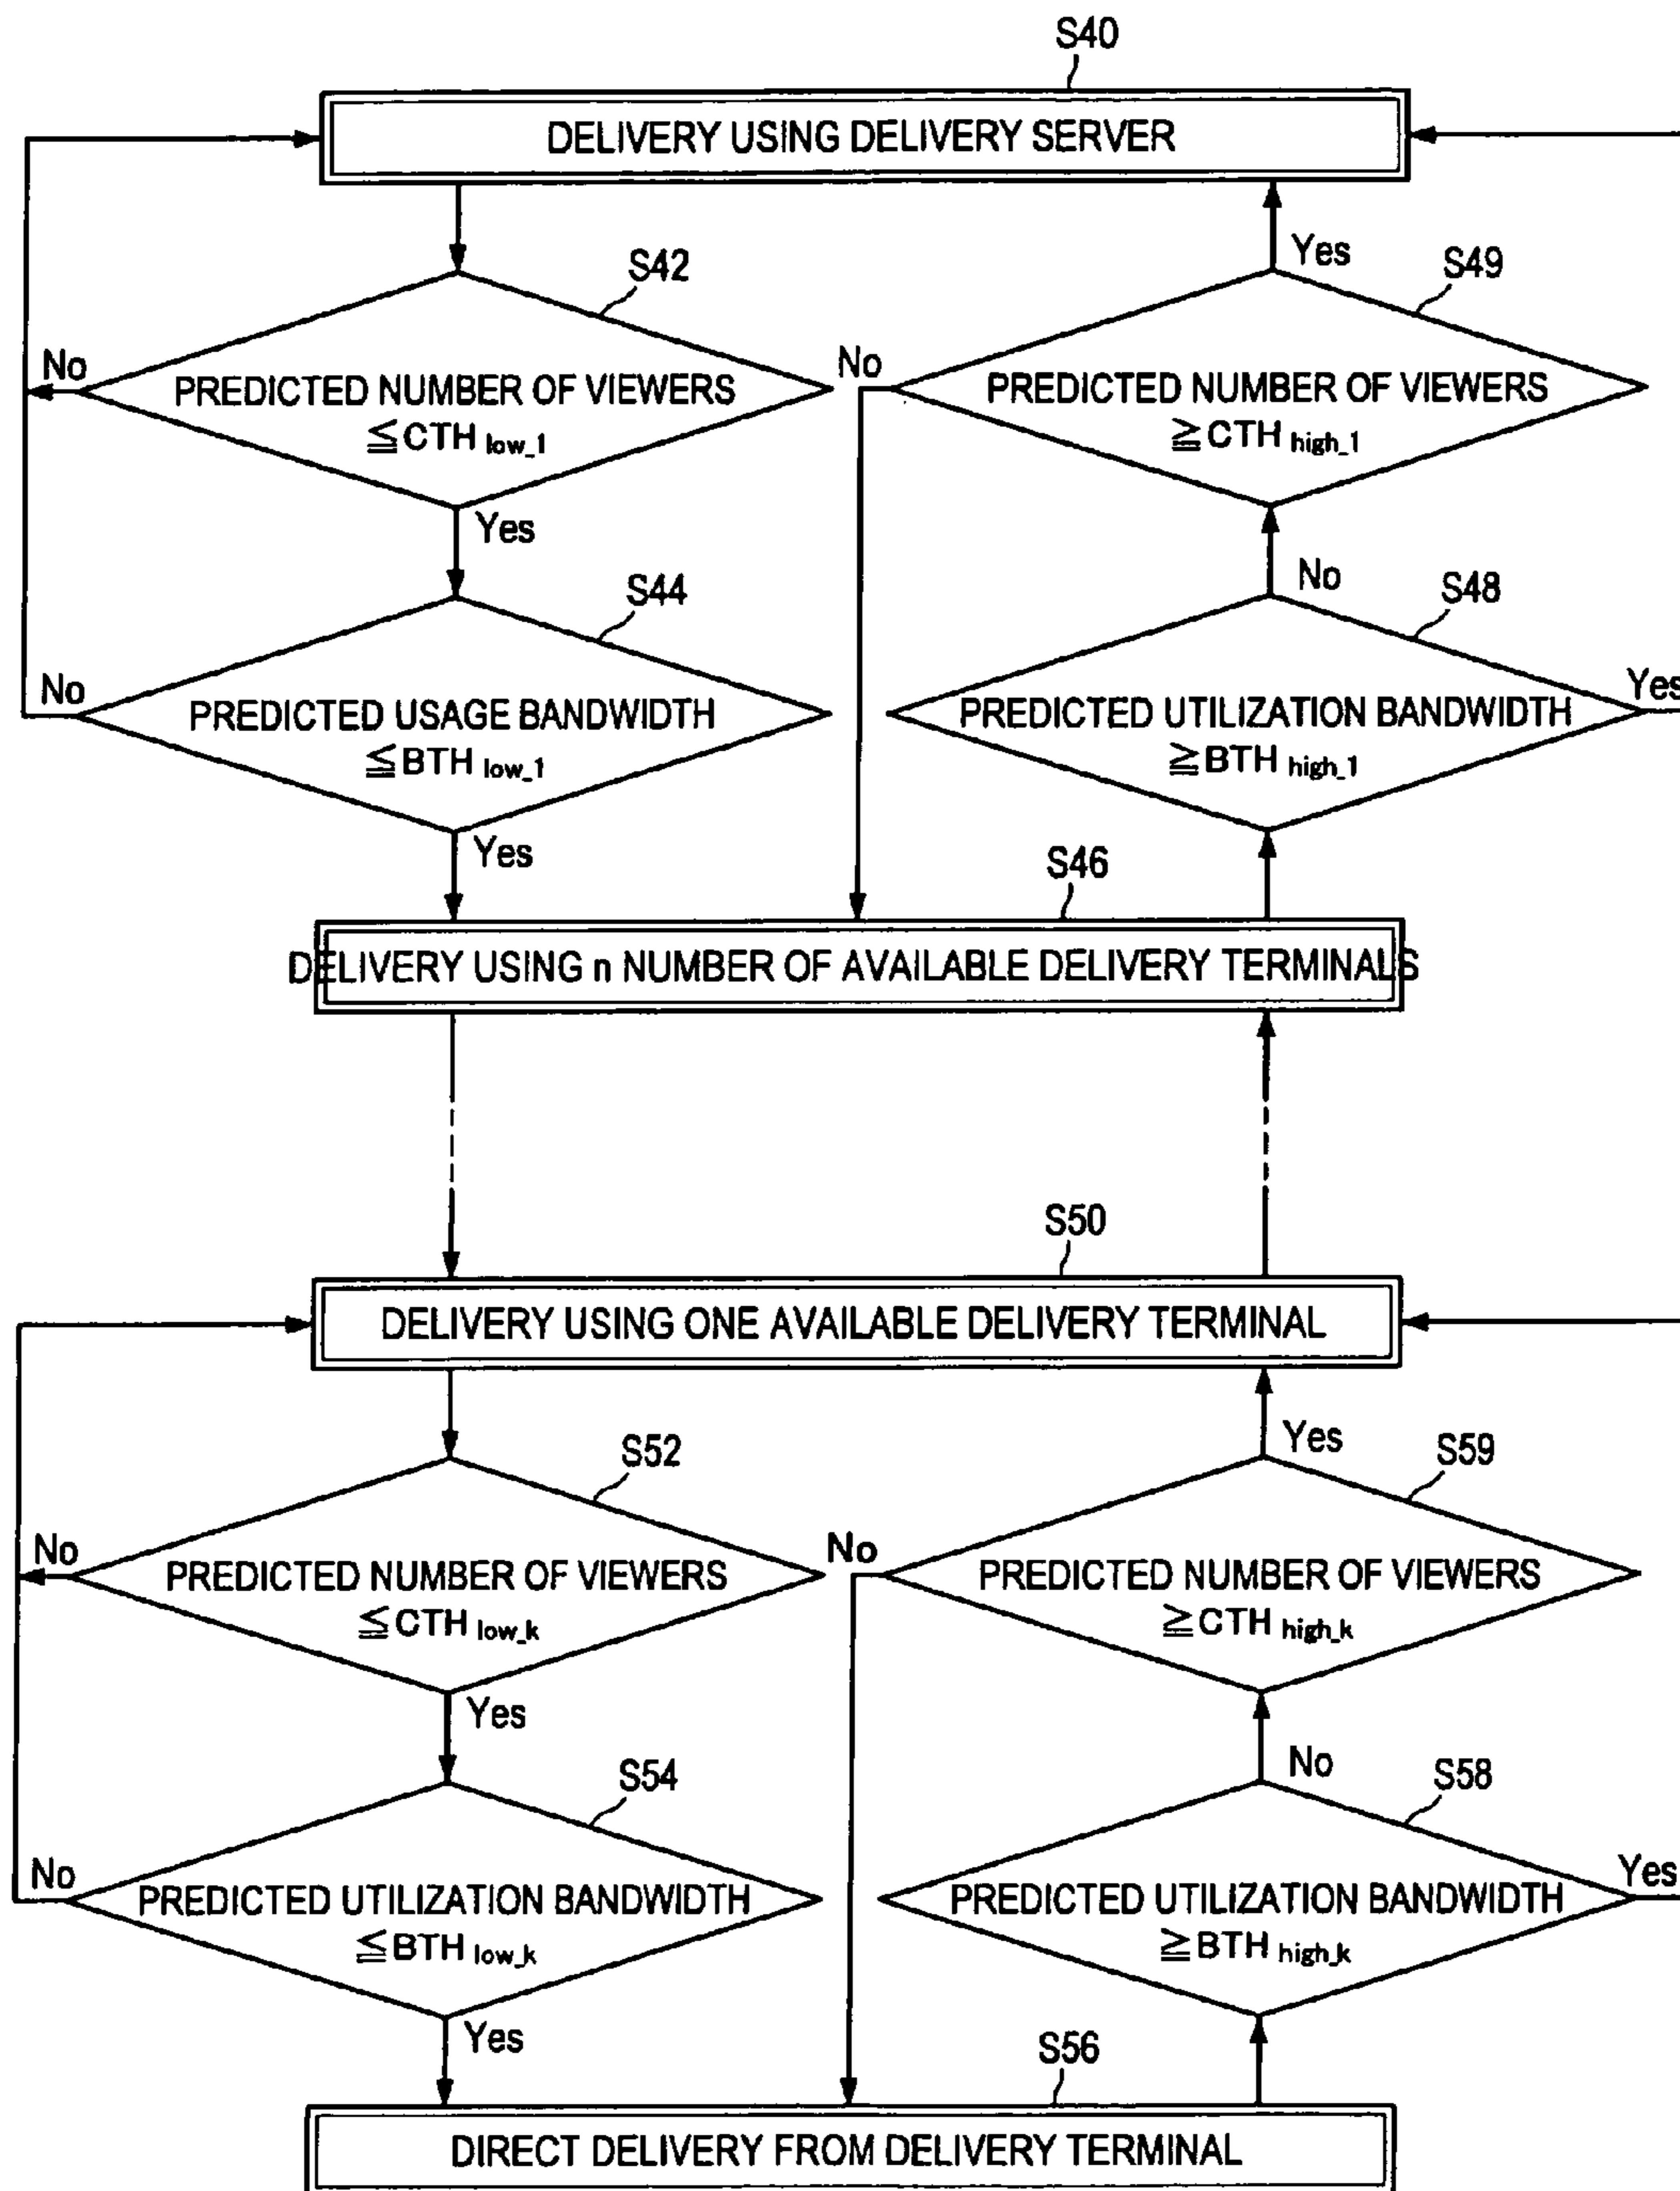 S40
DELIVERY USING DELIVERY SERVER
Yes
S42
S49
No
PREDICTED NUMBER OF VIEWERS
≦CTH low_1
No
PREDICTED NUMBER OF VIEWERS
≧CTH high_1
Yes
No
S44
S48
No
PREDICTED USAGE BANDWIDTH
≦BTH low_1
PREDICTED UTILIZATION BANDWIDTH
≧BTH high_1
Yes
Yes
S46
DELIVERY USING n NUMBER OF AVAILABLE DELIVERY TERMINALS
S50
DELIVERY USING ONE AVAILABLE DELIVERY TERMINAL
Yes
S52
S59
No
PREDICTED NUMBER OF VIEWERS
≦CTH low_k
No
PREDICTED NUMBER OF VIEWERS
≧CTH high_k
Yes
No
S54
S58
No
PREDICTED UTILIZATION BANDWIDTH
≦BTH low_k
PREDICTED UTILIZATION BANDWIDTH
≧BTH high_k
Yes
Yes
S56
DIRECT DELIVERY FROM DELIVERY TERMINAL